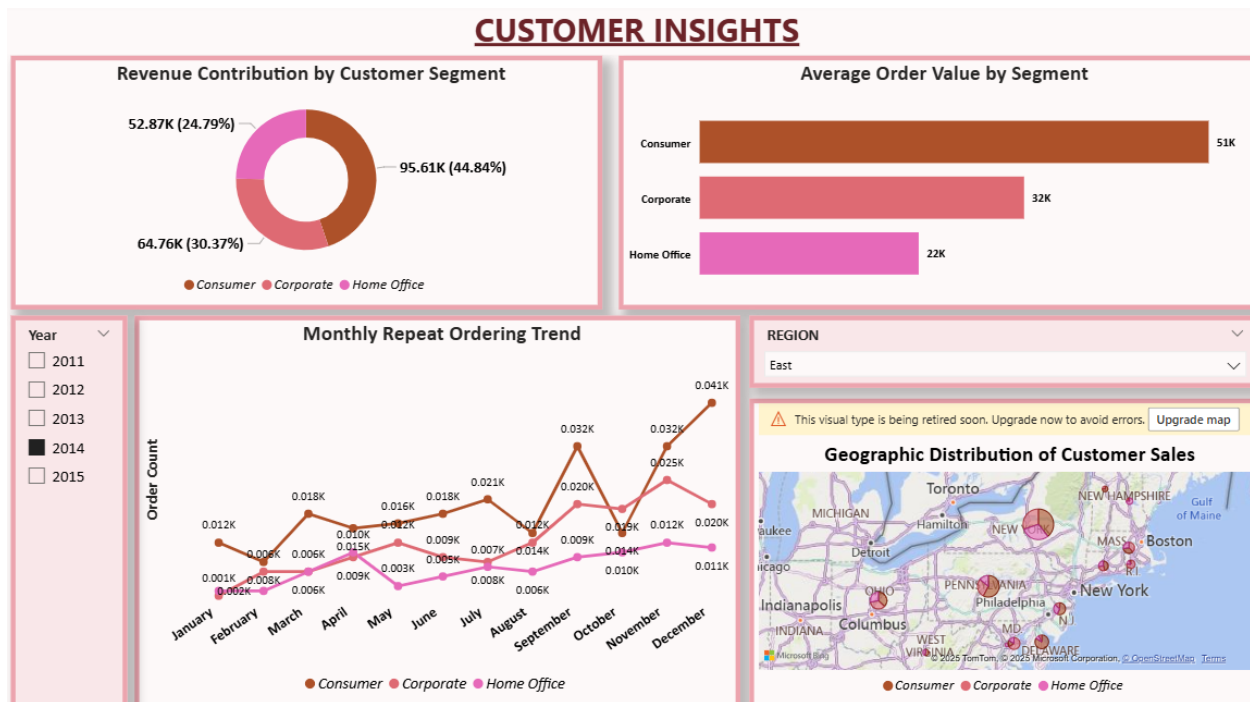 CUSTOMER INSIGHTS
Revenue Contribution by Customer Segment
52.87K (24.79%)
95.61K (44.84%)
64.76K (30.37%)
Consumer Corporate Home Office
Average Order Value by Segment
Consumer 51K
Corporate 32K
Home Office 22K
Year
2011
2012
2013
2014
2015
Monthly Repeat Ordering Trend
Order Count
0.041K
0.032K 0.032K
0.025K
0.018K 0.018K 0.021K 0.020K
0.012K 0.016K 0.012K 0.012K 0.019K 0.012K 0.020K
0.010K
0.006K 0.006K 0.015K 0.009K 0.007K 0.014K 0.009K 0.014K
0.001K 0.008K 0.005K 0.010K 0.011K
0.002K 0.006K 0.009K 0.003K 0.008K 0.006K
January February March April May June July August September October November December
Consumer Corporate Home Office
REGION
East
This visual type is being retired soon. Upgrade now to avoid errors. Upgrade map
Geographic Distribution of Customer Sales
Toronto
NEW HAMPSHIRE
Gulf
of Maine
MICHIGAN
Hamilton
NEW YORK
aukee
Detroit
MASS
Boston
icago
RI
OHIO
PENNSYLVANIA
New York
Indianapolis
Philadelphia
NJ
Columbus
INDIANA
MD
WEST
VIRGINIA
DELAWARE
Microsoft Bing
© 2025 TomTom, © 2025 Microsoft Corporation, © OpenStreetMap Terms
Consumer Corporate Home Office